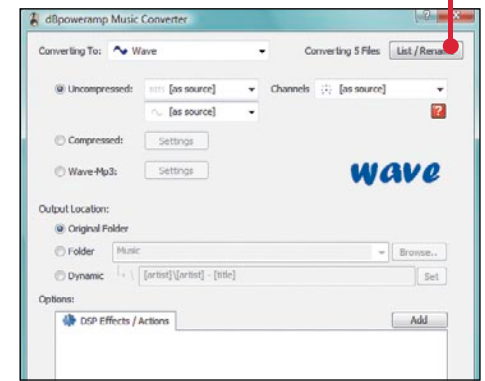 dBpoweramp Music Converter
Converting To: Wave Converting 5 Files List / Rename
Uncompressed: [as source] Channels [as source]
[as source]
Compressed: Settings
Wave-Mp3: Settings
wave
Output Location:
Original Folder
Folder Music Browse..
Dynamic [artist]\[artist] - [title] Set
Options:
DSP Effects / Actions Add